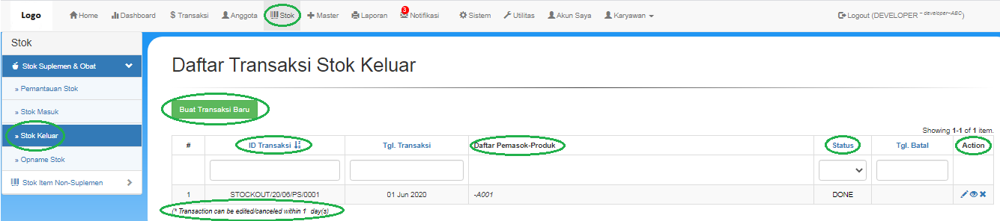 Logo
Home Dashboard $ Transaksi Anggota Stok Master Laporan 3 Notifikasi Sistem Utilitas Akun Saya Karyawan Logout (DEVELOPER ~ developer~ABC)
Stok
Stok Suplemen & Obat
» Pemantauan Stok
» Stok Masuk
» Stok Keluar
» Opname Stok
Stok Item Non-Suplemen
Daftar Transaksi Stok Keluar
Buat Transaksi Baru
Showing 1-1 of 1 item.
# ID Transaksi Tgl. Transaksi Daftar Pemasok-Produk Status Tgl. Batal Action
1 STOCKOUT/20/06/PS/0001 01 Jun 2020 -A001 DONE
(* Transaction can be edited/canceled within 1 day(s)